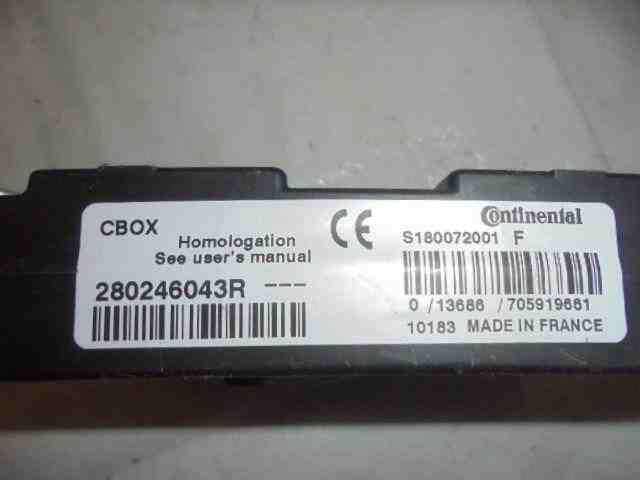 CBOX
Homologation
See user's manual
280246043R ---
CE
Continental
S180072001 F
0 /13686 /705919661
10183 MADE IN FRANCE